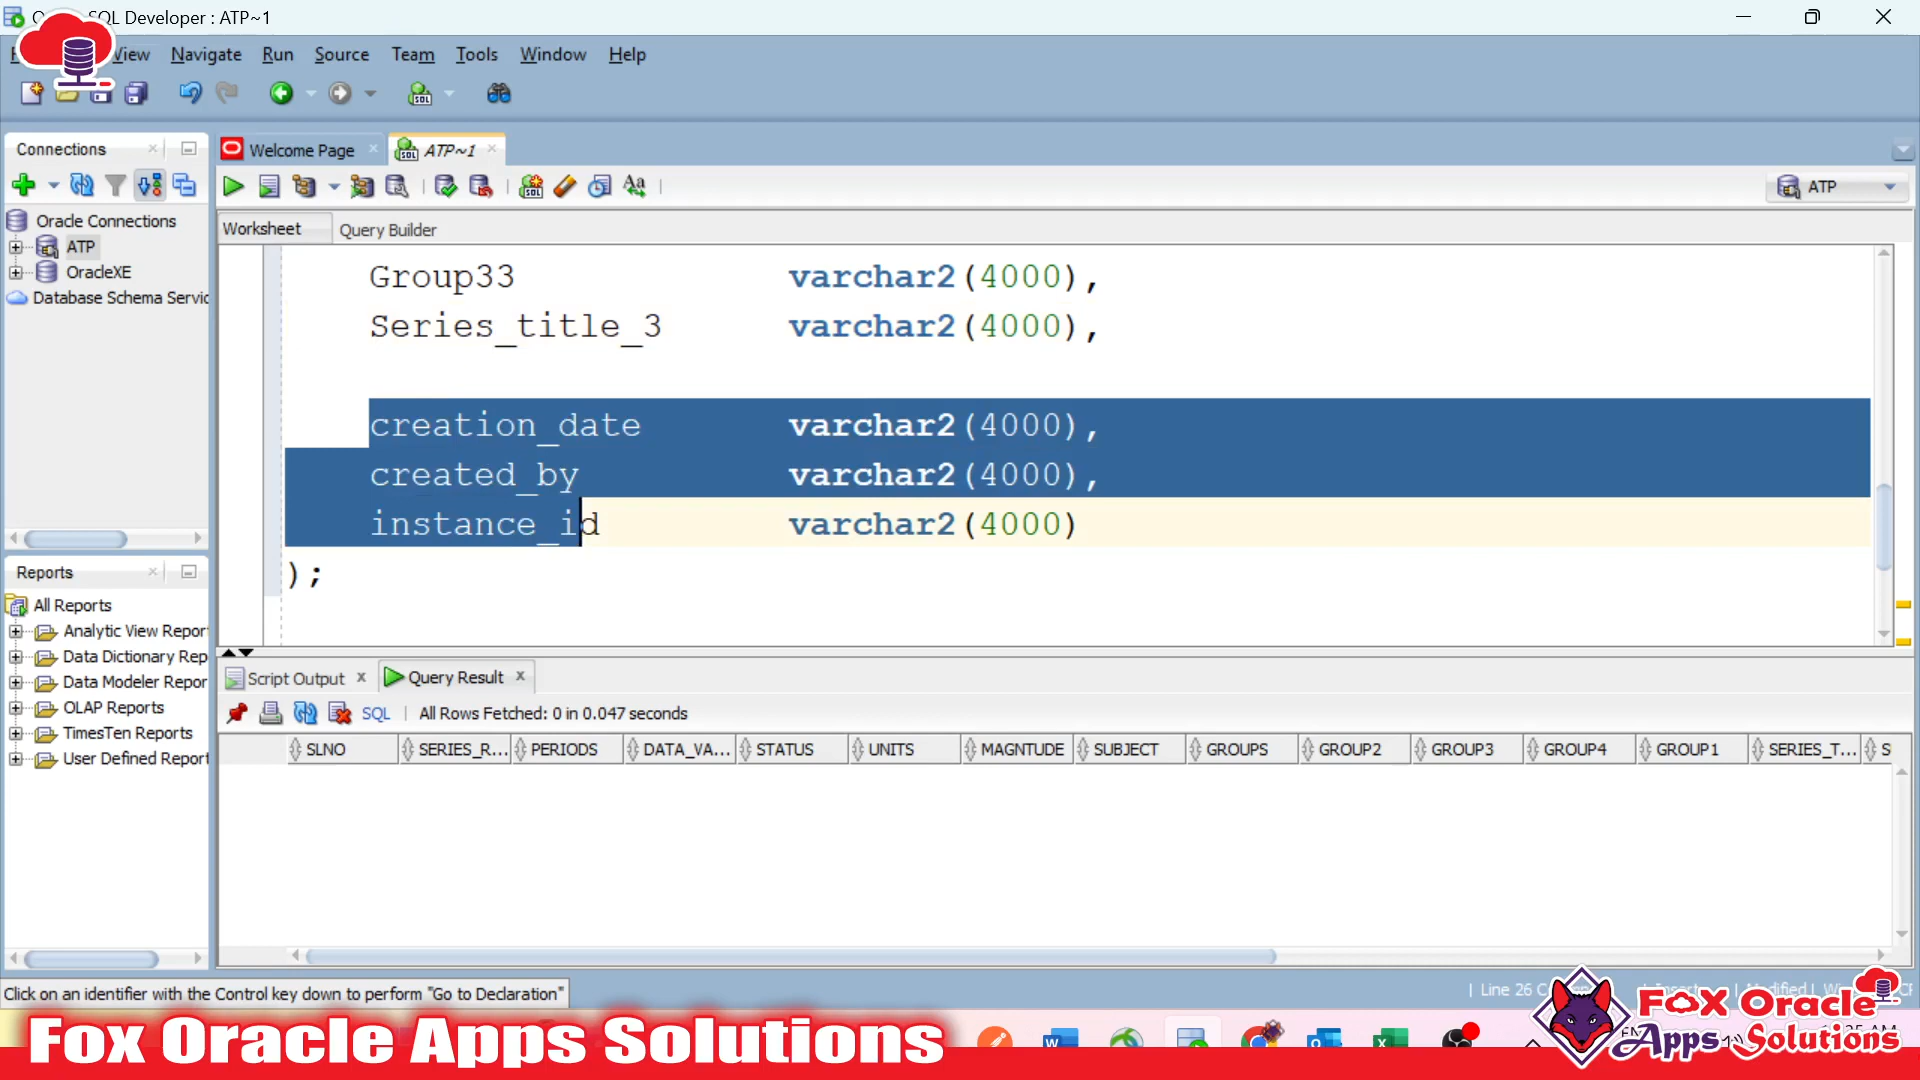 SQL Developer : ATP~1
View Navigate Run Source Team Tools Window Help
Connections
Welcome Page
ATP~1
ATP
Oracle Connections
ATP
OracleXE
Database Schema Servic
Worksheet
Query Builder
Group33 varchar2(4000),
Series_title_3 varchar2(4000),
creation_date varchar2(4000),
created_by varchar2(4000),
instance_id varchar2(4000)
);
Reports
All Reports
Analytic View Report
Data Dictionary Rep
Data Modeler Repor
OLAP Reports
TimesTen Reports
User Defined Report
Script Output
Query Result
SQL | All Rows Fetched: 0 in 0.047 seconds
SLNO SERIES_R... PERIODS DATA_VA... STATUS UNITS MAGNTUDE SUBJECT GROUPS GROUP2 GROUP3 GROUP4 GROUP1 SERIES_T... S
Click on an identifier with the Control key down to perform "Go to Declaration"
Line 26
Fox Oracle Apps Solutions
Fox Oracle
Apps Solutions